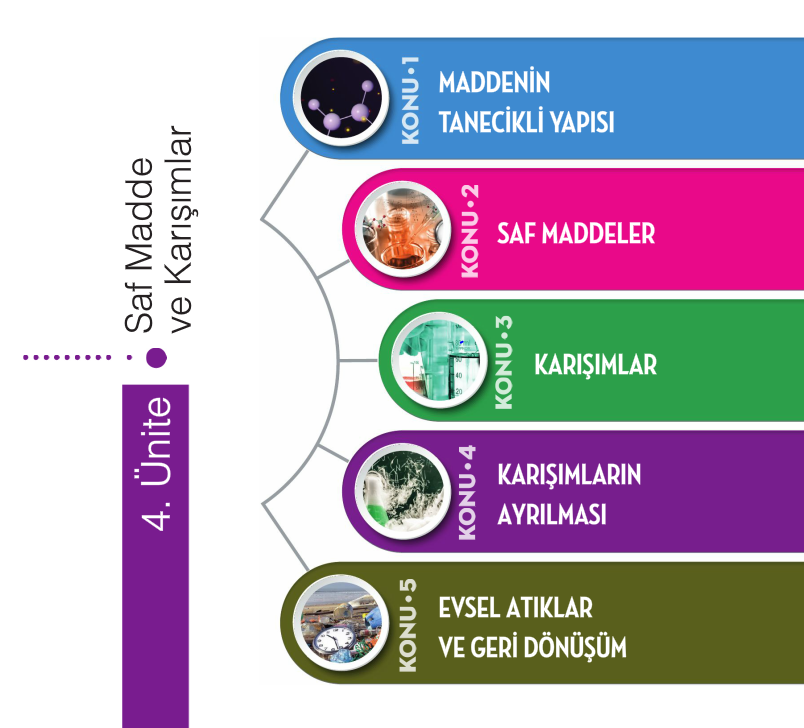 4. Ünite
Saf Madde
ve Karışımlar
KONU•1
MADDENİN
TANECİKLİ YAPISI
KONU•2
SAF MADDELER
KONU•3
KARIŞIMLAR
KONU•4
KARIŞIMLARIN
AYRILMASI
KONU•5
EVSEL ATIKLAR
VE GERİ DÖNÜŞÜM